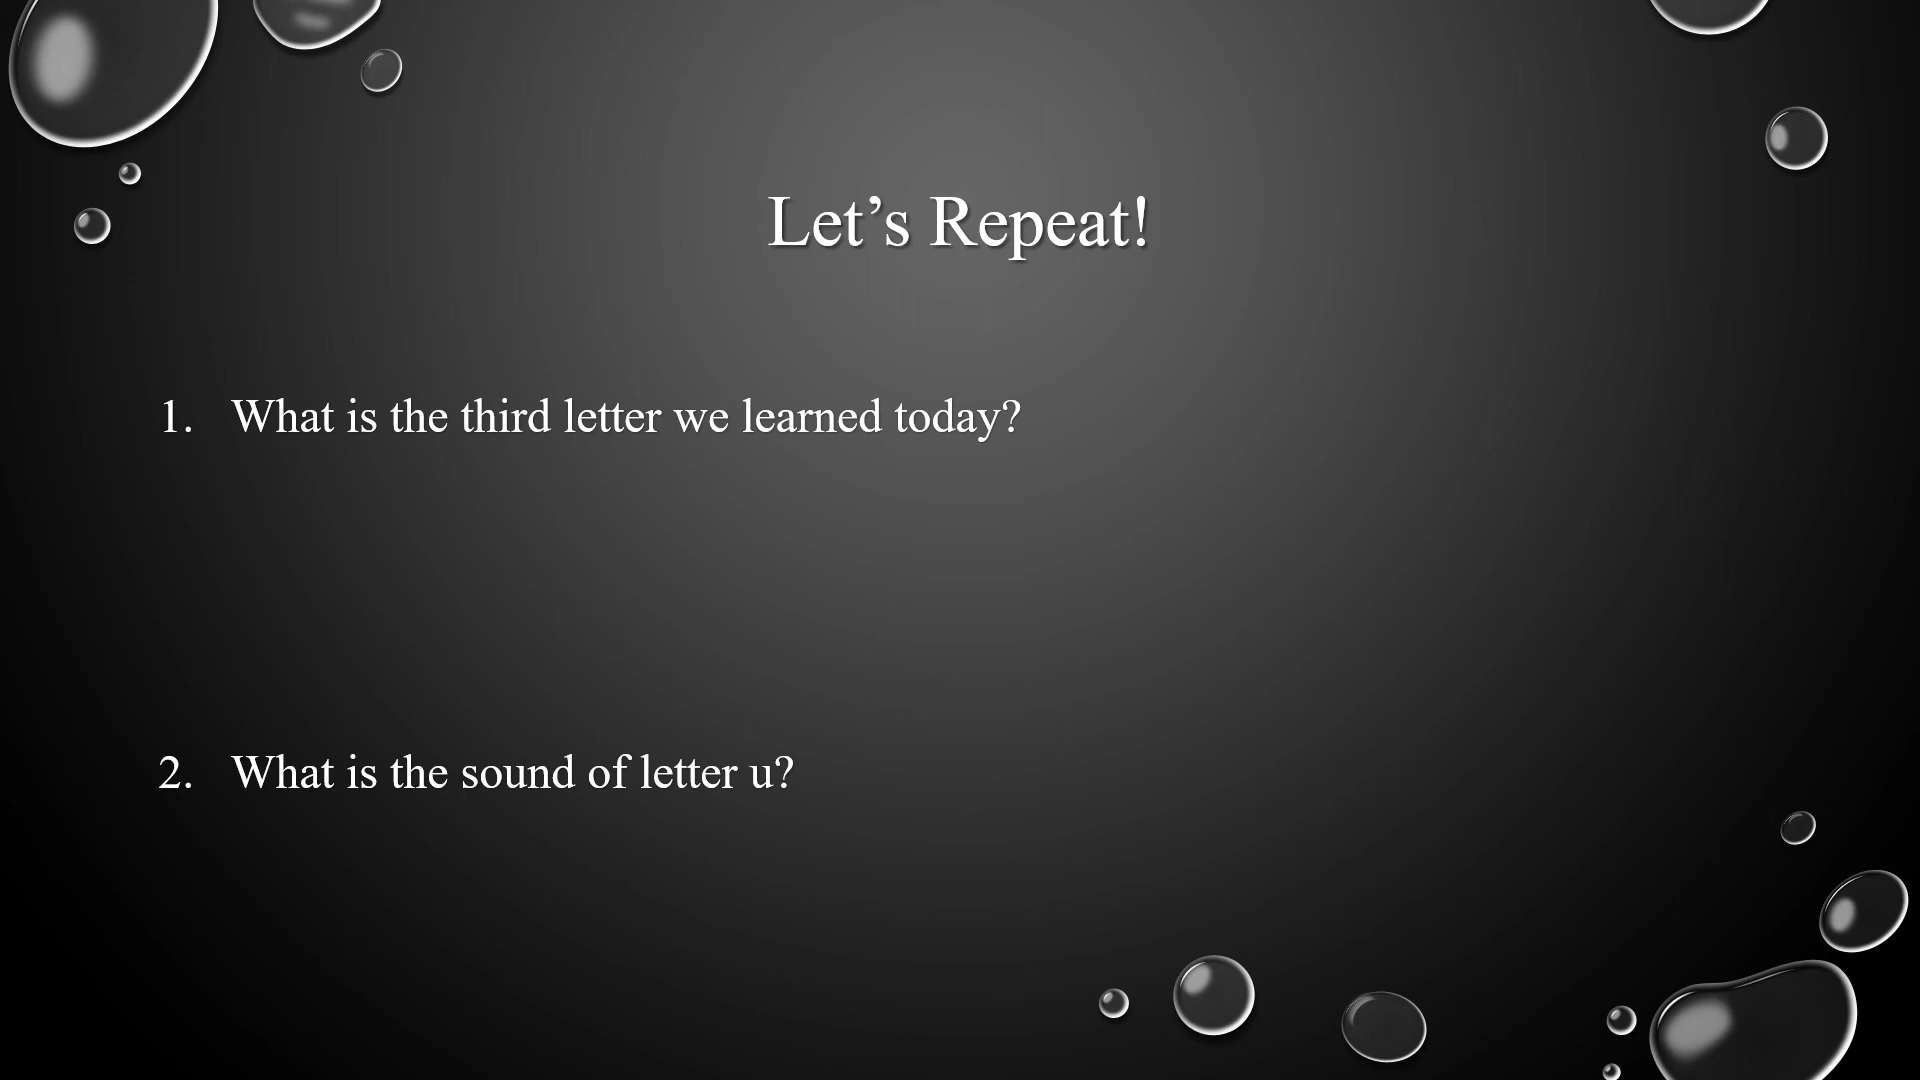 Let’s Repeat!
1. What is the third letter we learned today?
2. What is the sound of letter u?